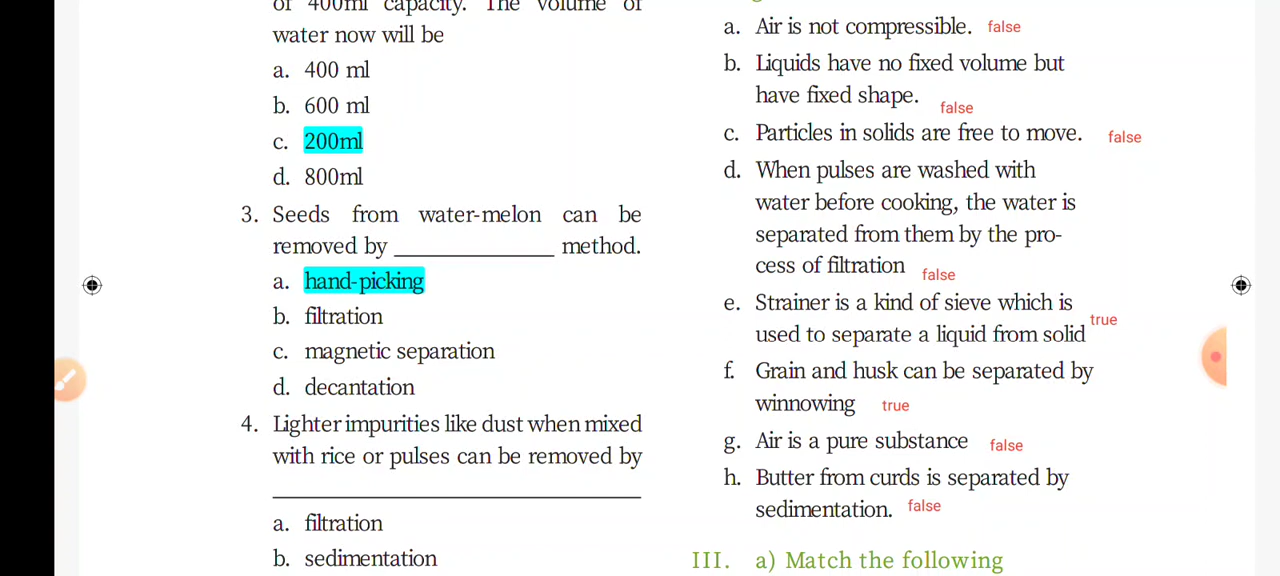 of 400ml capacity. The volume of
water now will be
a. 400 ml
b. 600 ml
c. 200ml
d. 800ml
3. Seeds from water-melon can be
removed by ______________ method.
a. hand-picking
b. filtration
c. magnetic separation
d. decantation
4. Lighter impurities like dust when mixed
with rice or pulses can be removed by
________________________________
a. filtration
b. sedimentation
a. Air is not compressible. false
b. Liquids have no fixed volume but
have fixed shape. false
c. Particles in solids are free to move. false
d. When pulses are washed with
water before cooking, the water is
separated from them by the pro-
cess of filtration false
e. Strainer is a kind of sieve which is
used to separate a liquid from solid true
f. Grain and husk can be separated by
winnowing true
g. Air is a pure substance false
h. Butter from curds is separated by
sedimentation. false
III. a) Match the following